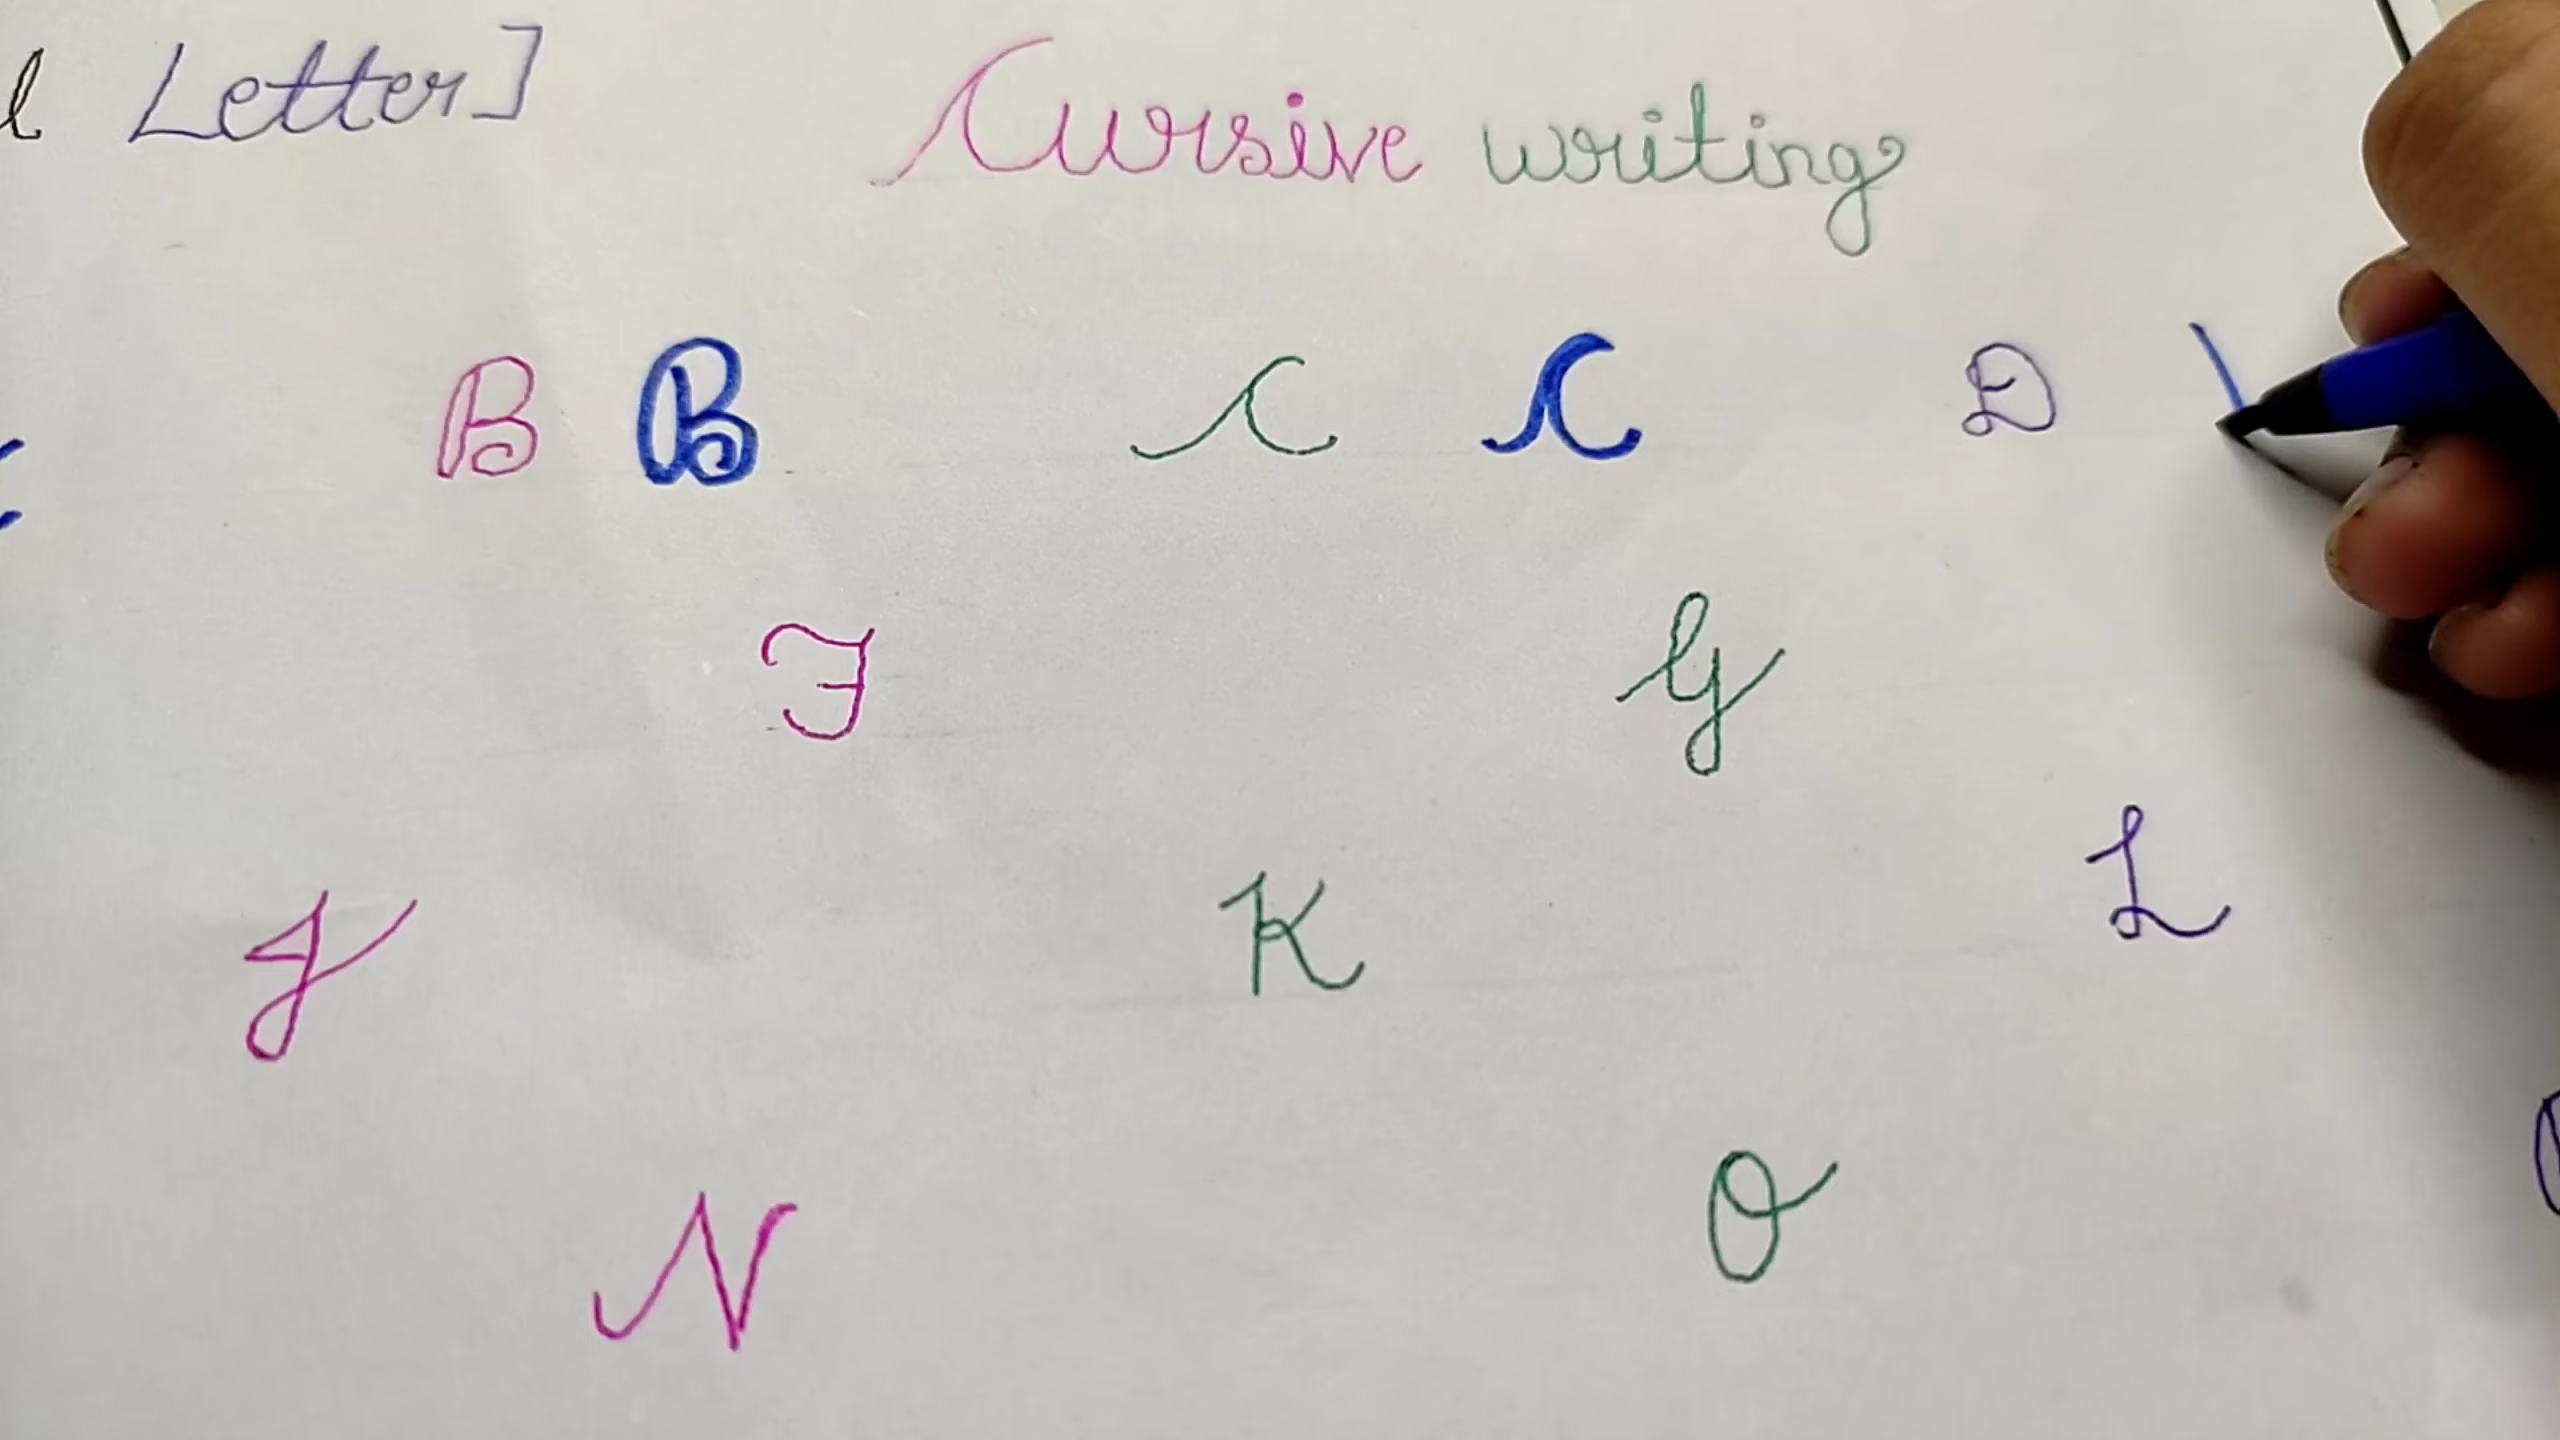 l Letter] Cursive writing
B B C C D
F G
J K L
N O